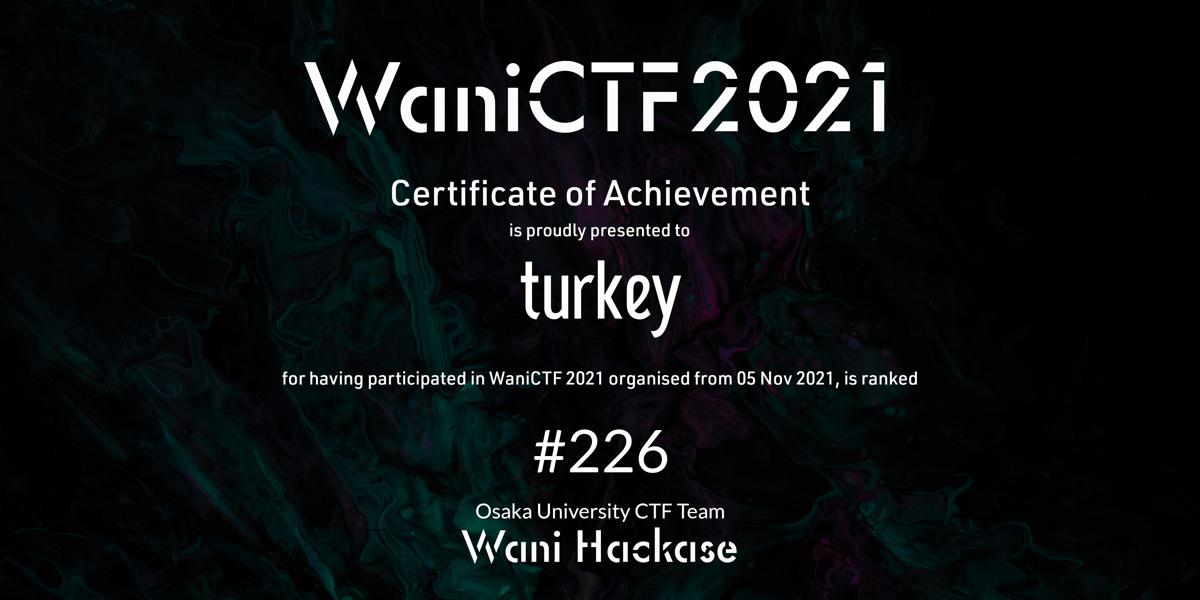 WaniCTF2021
Certificate of Achievement
is proudly presented to
turkey
for having participated in WaniCTF 2021 organised from 05 Nov 2021, is ranked
#226
Osaka University CTF Team
Wani Hackase